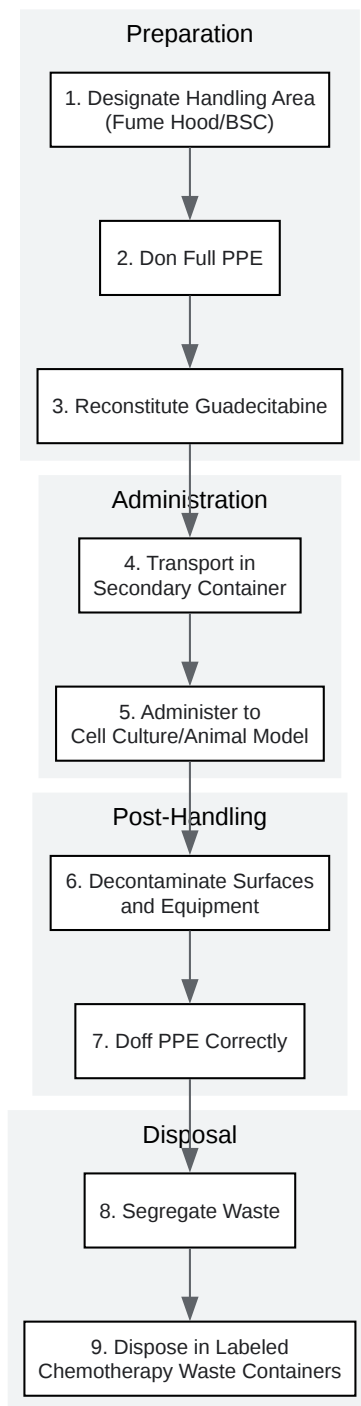 Preparation
1. Designate Handling Area
(Fume Hood/BSC)
2. Don Full PPE
3. Reconstitute Guadecitabine
Administration
4. Transport in
Secondary Container
5. Administer to
Cell Culture/Animal Model
Post-Handling
6. Decontaminate Surfaces
and Equipment
7. Doff PPE Correctly
Disposal
8. Segregate Waste
9. Dispose in Labeled
Chemotherapy Waste Containers